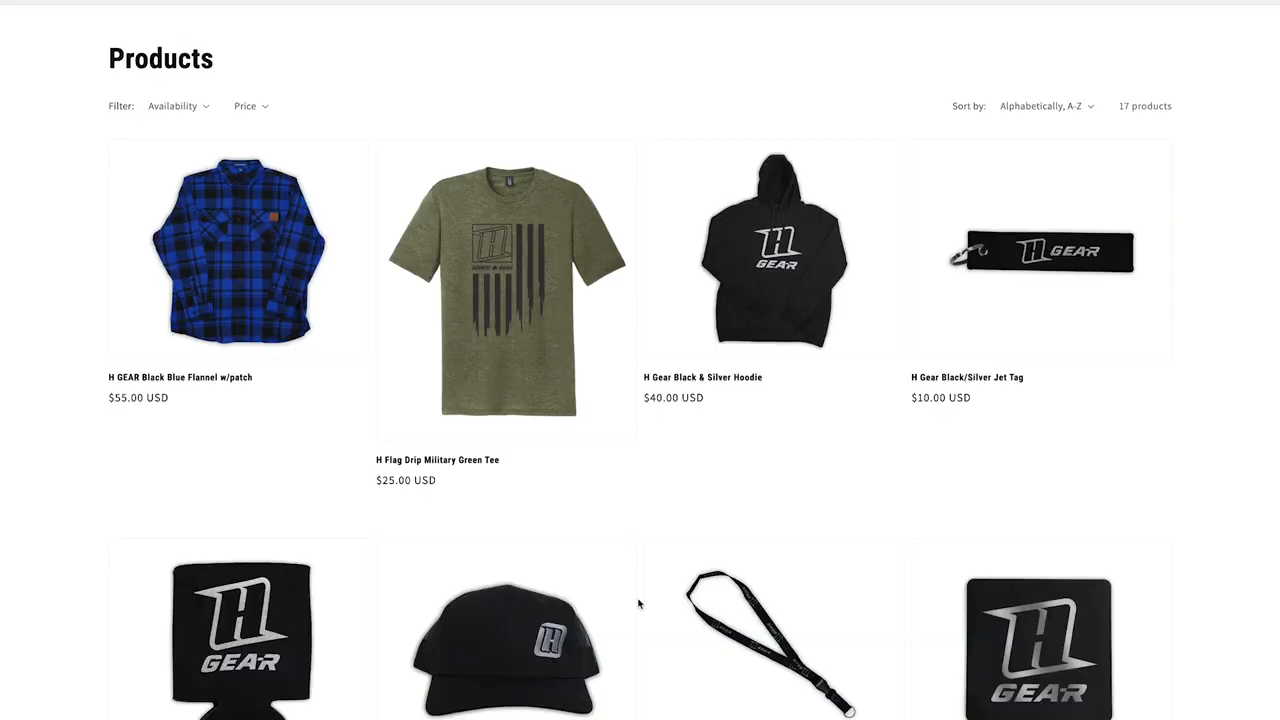 Products
Filter: Availability Price
Sort by: Alphabetically, A-Z 17 products
H
GEAR
H GEAR
H GEAR Black Blue Flannel w/patch
$55.00 USD
H Gear Black & Silver Hoodie
$40.00 USD
H Gear Black/Silver Jet Tag
$10.00 USD
H Flag Drip Military Green Tee
$25.00 USD
H
GEAR
H
H
GEAR